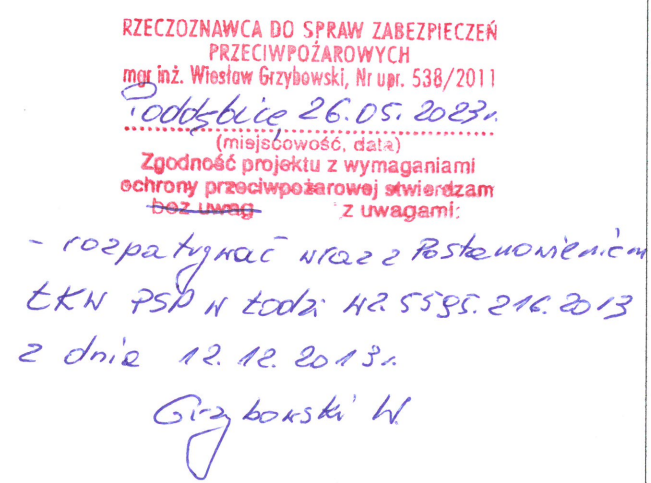 RZECZOZNAWCA DO SPRAW ZABEZPIECZEŃ
PRZECIWPOŻAROWYCH
mgr inż. Wiesław Grzybowski, Nr upr. 538/2011
Poddębice 26.05.2023r.
(miejscowość, data)
Zgodność projektu z wymaganiami
ochrony przeciwpożarowej stwierdzam
bez uwag z uwagami:
- rozpatrywać wraz z Postanowieniem
ŁKW PSP w Łodzi WZ.5595.216.2013
z dnia 12.12.2013r.
Grzybowski W